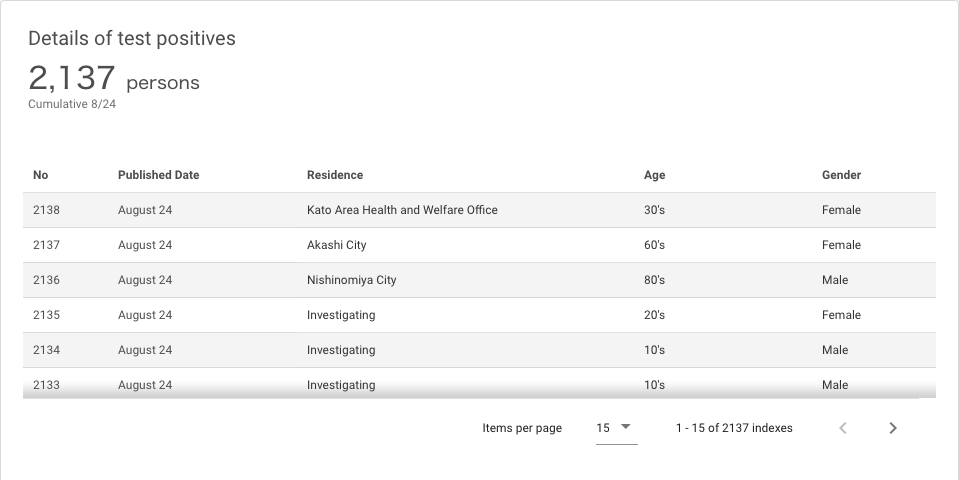 Details of test positives
2,137 persons
Cumulative 8/24
No Published Date Residence Age Gender
2138 August 24 Kato Area Health and Welfare Office 30's Female
2137 August 24 Akashi City 60's Female
2136 August 24 Nishinomiya City 80's Male
2135 August 24 Investigating 20's Female
2134 August 24 Investigating 10's Male
2133 August 24 Investigating 10's Male
Items per page 15 1 - 15 of 2137 indexes